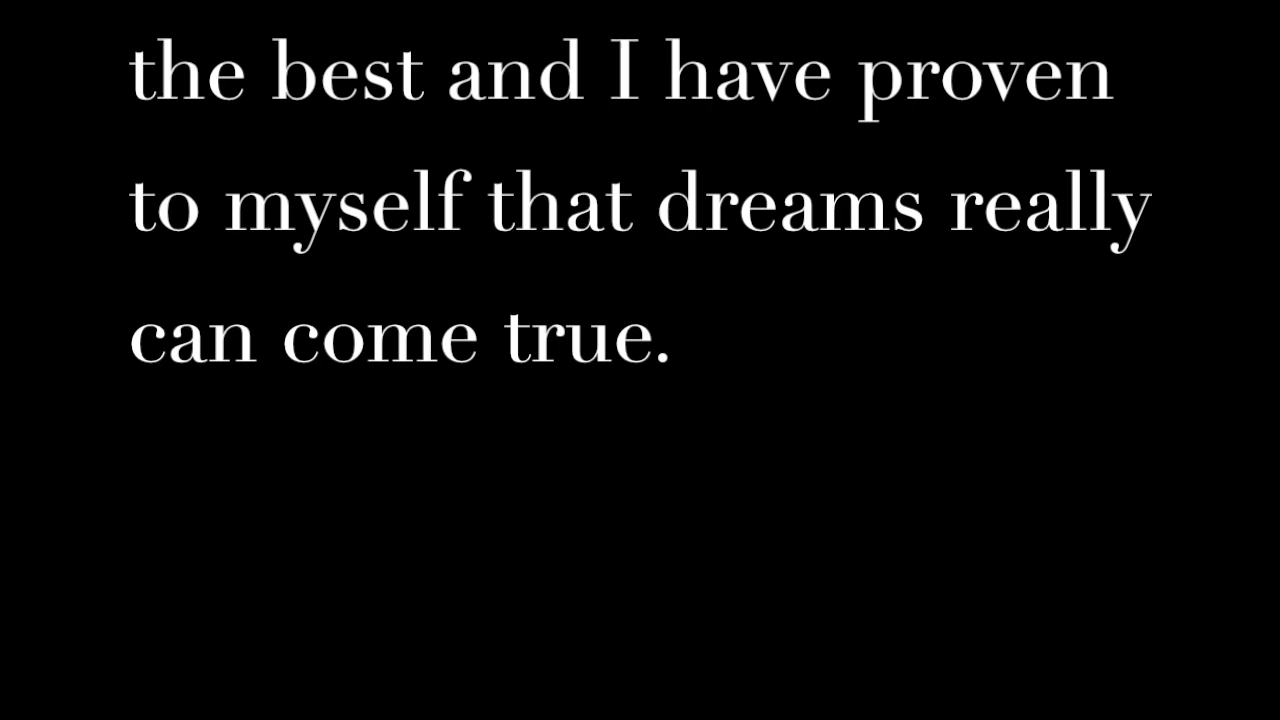 the best and I have proven
to myself that dreams really
can come true.